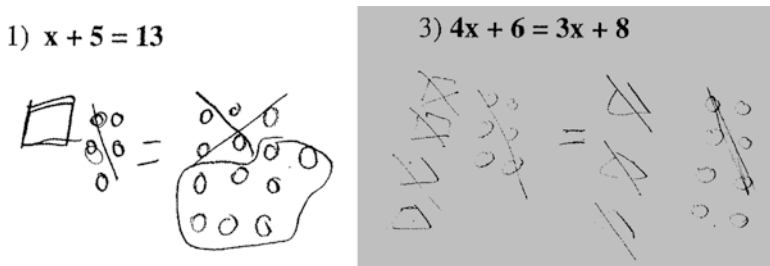 1) x + 5 = 13
=
3) 4x + 6 = 3x + 8
=